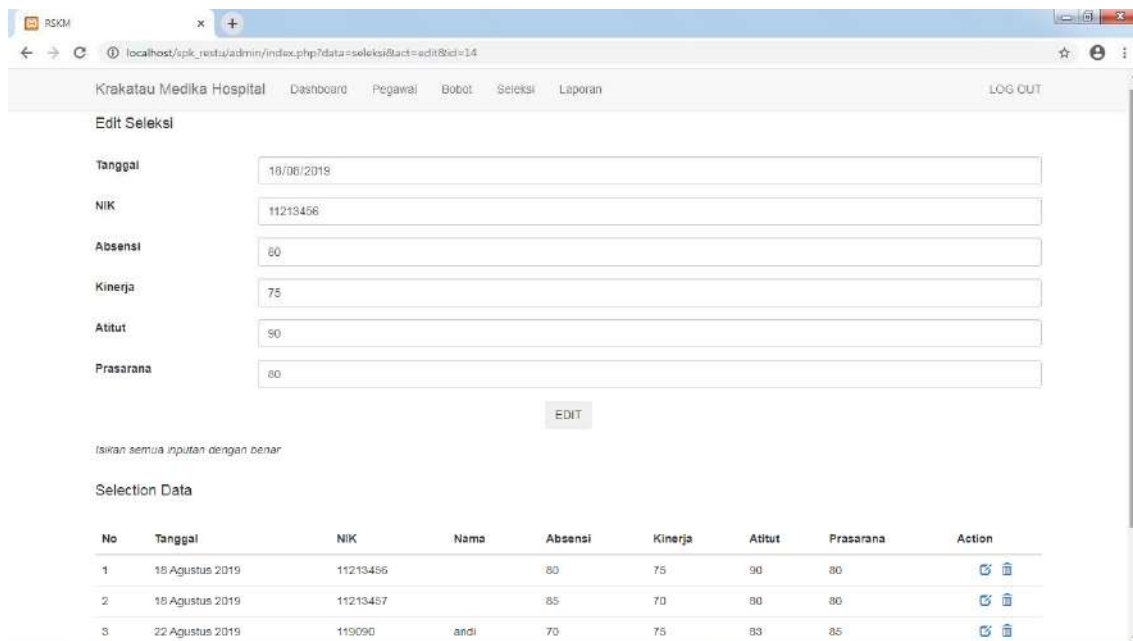 RSKM
localhost/spk_restu/admin/index.php?data=seleksi&act=edit&id=14
Krakatau Medika Hospital Dashboard Pegawai Bobot Seleksi Laporan LOG OUT
Edit Seleksi
Tanggal 18/08/2019
NIK 11213456
Absensi 80
Kinerja 75
Atitut 90
Prasarana 80
EDIT
Isikan semua inputan dengan benar
Selection Data
No Tanggal NIK Nama Absensi Kinerja Atitut Prasarana Action
1 18 Agustus 2019 11213456 80 75 90 80
2 18 Agustus 2019 11213457 85 70 80 80
3 22 Agustus 2019 119090 andi 70 75 83 85